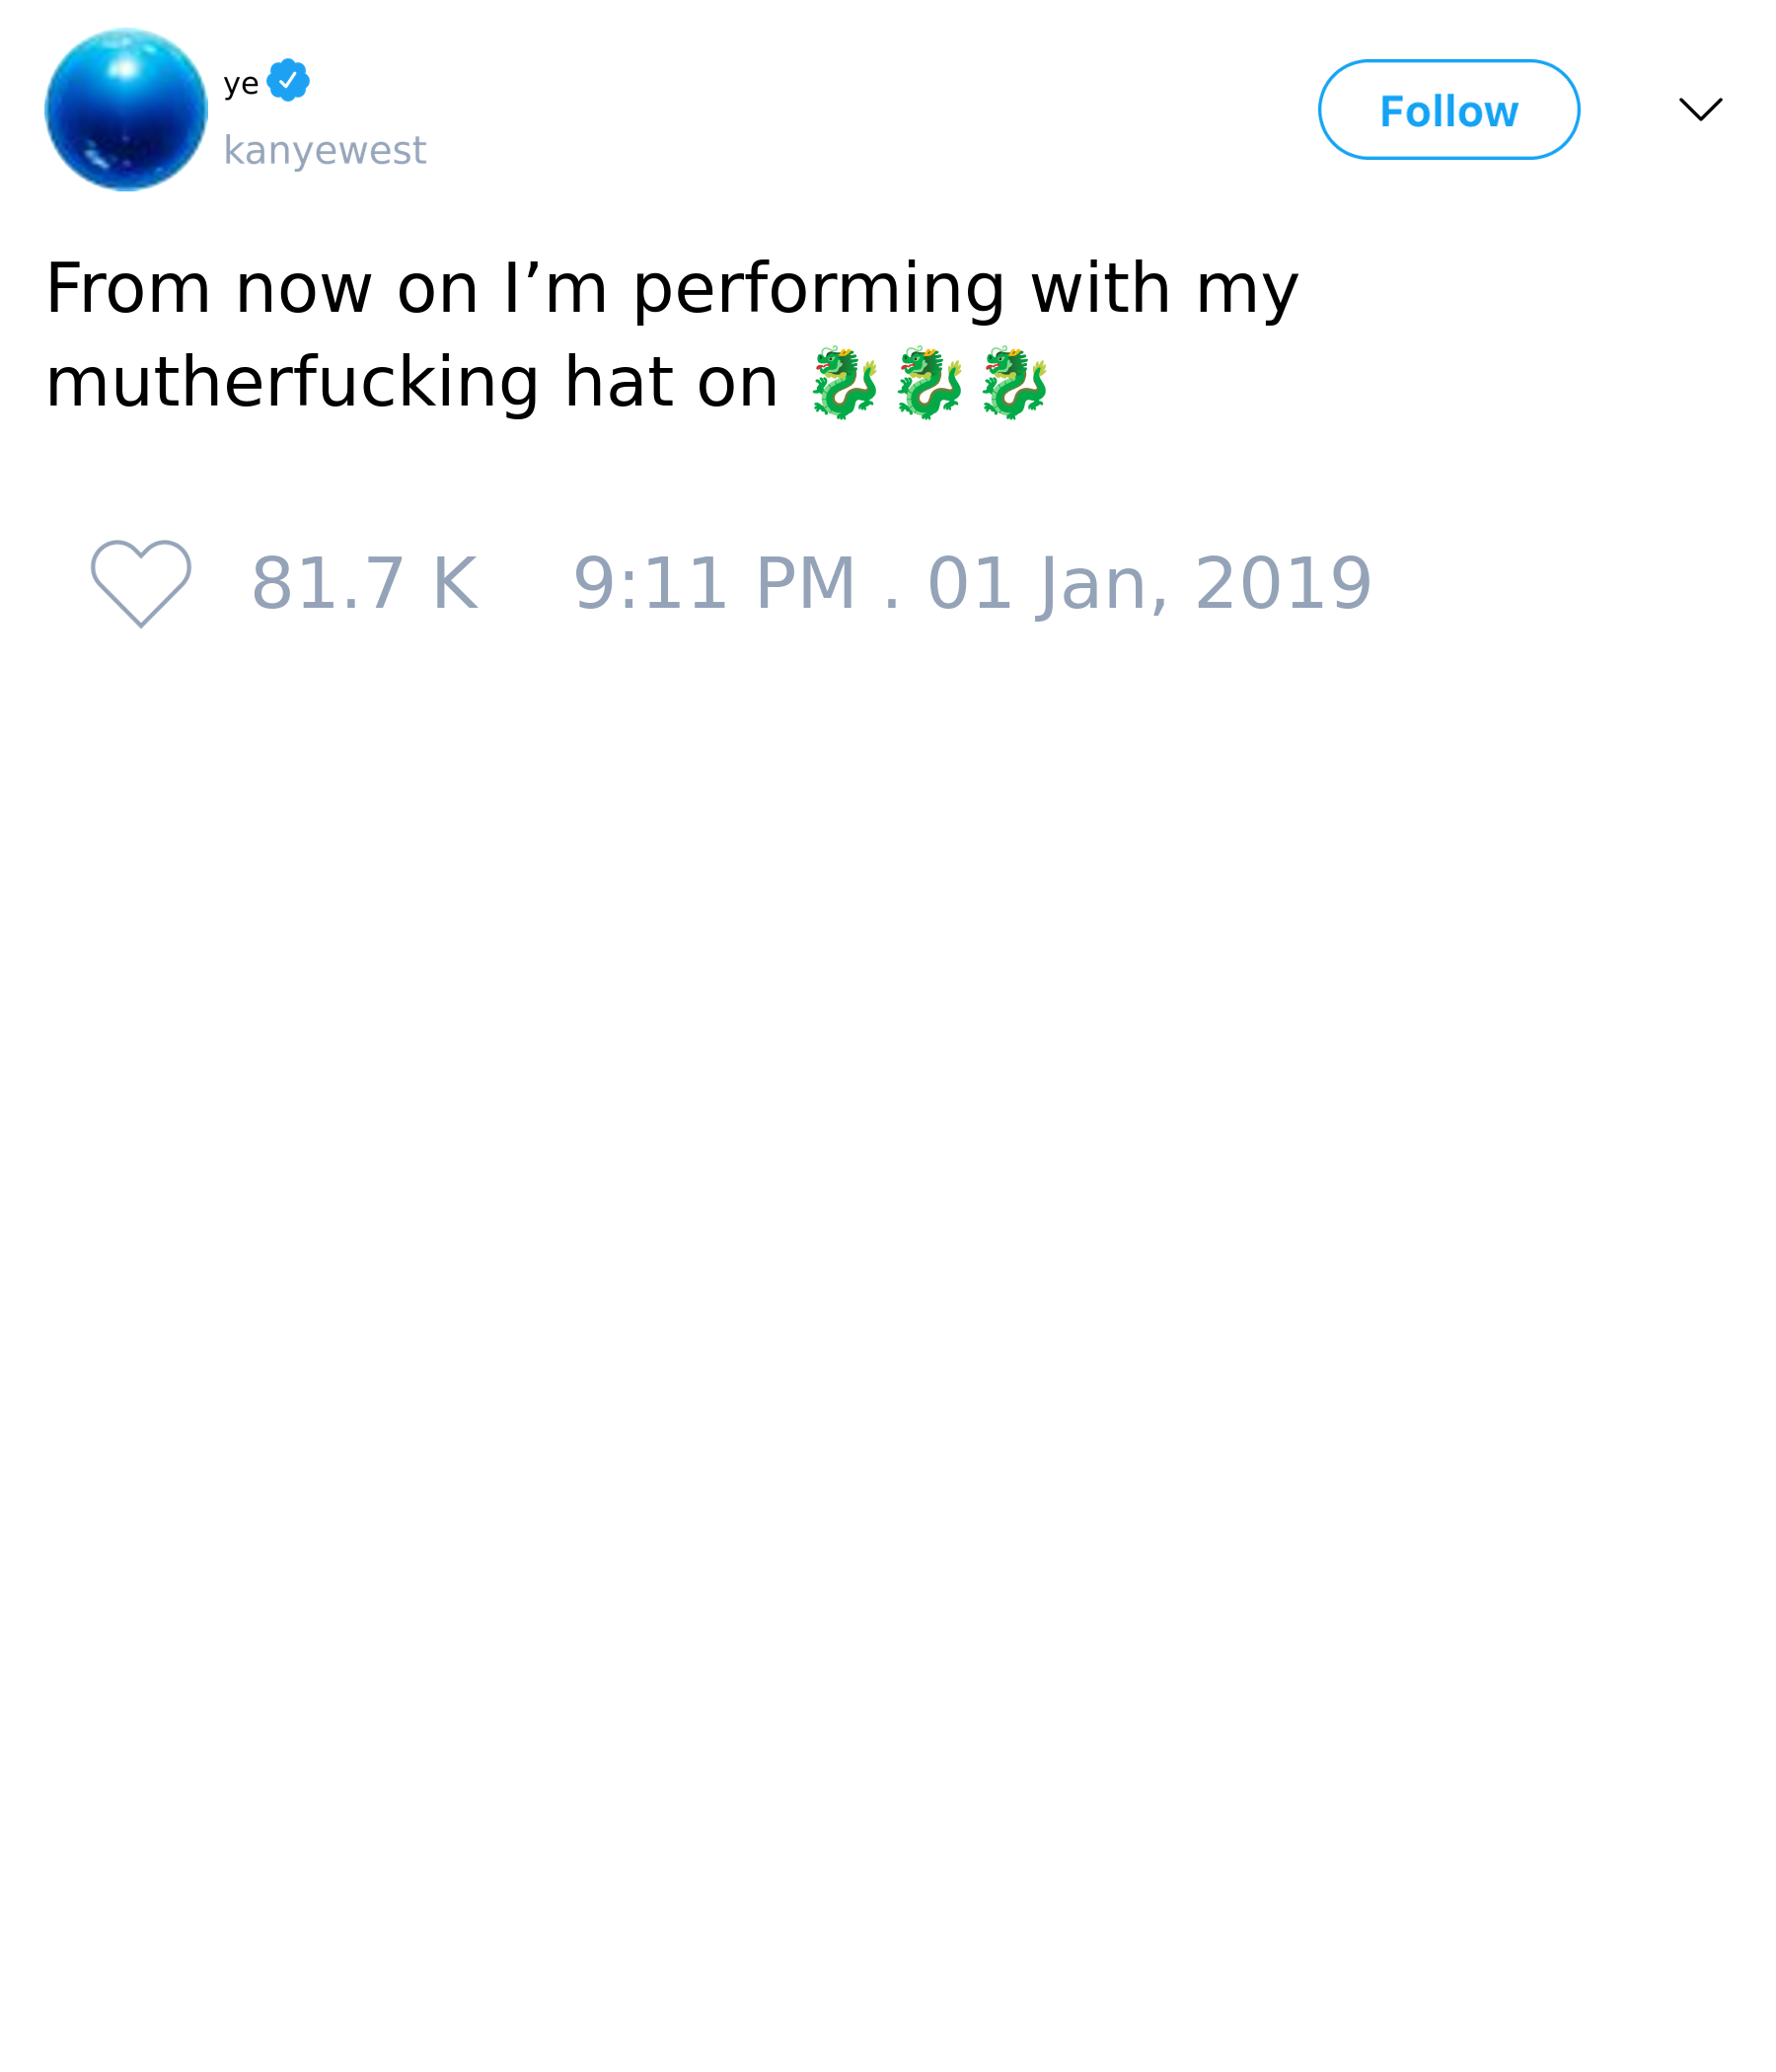 ye
kanyewest
Follow
From now on I’m performing with my
mutherfucking hat on 🐉🐉🐉
81.7 K 9:11 PM . 01 Jan, 2019